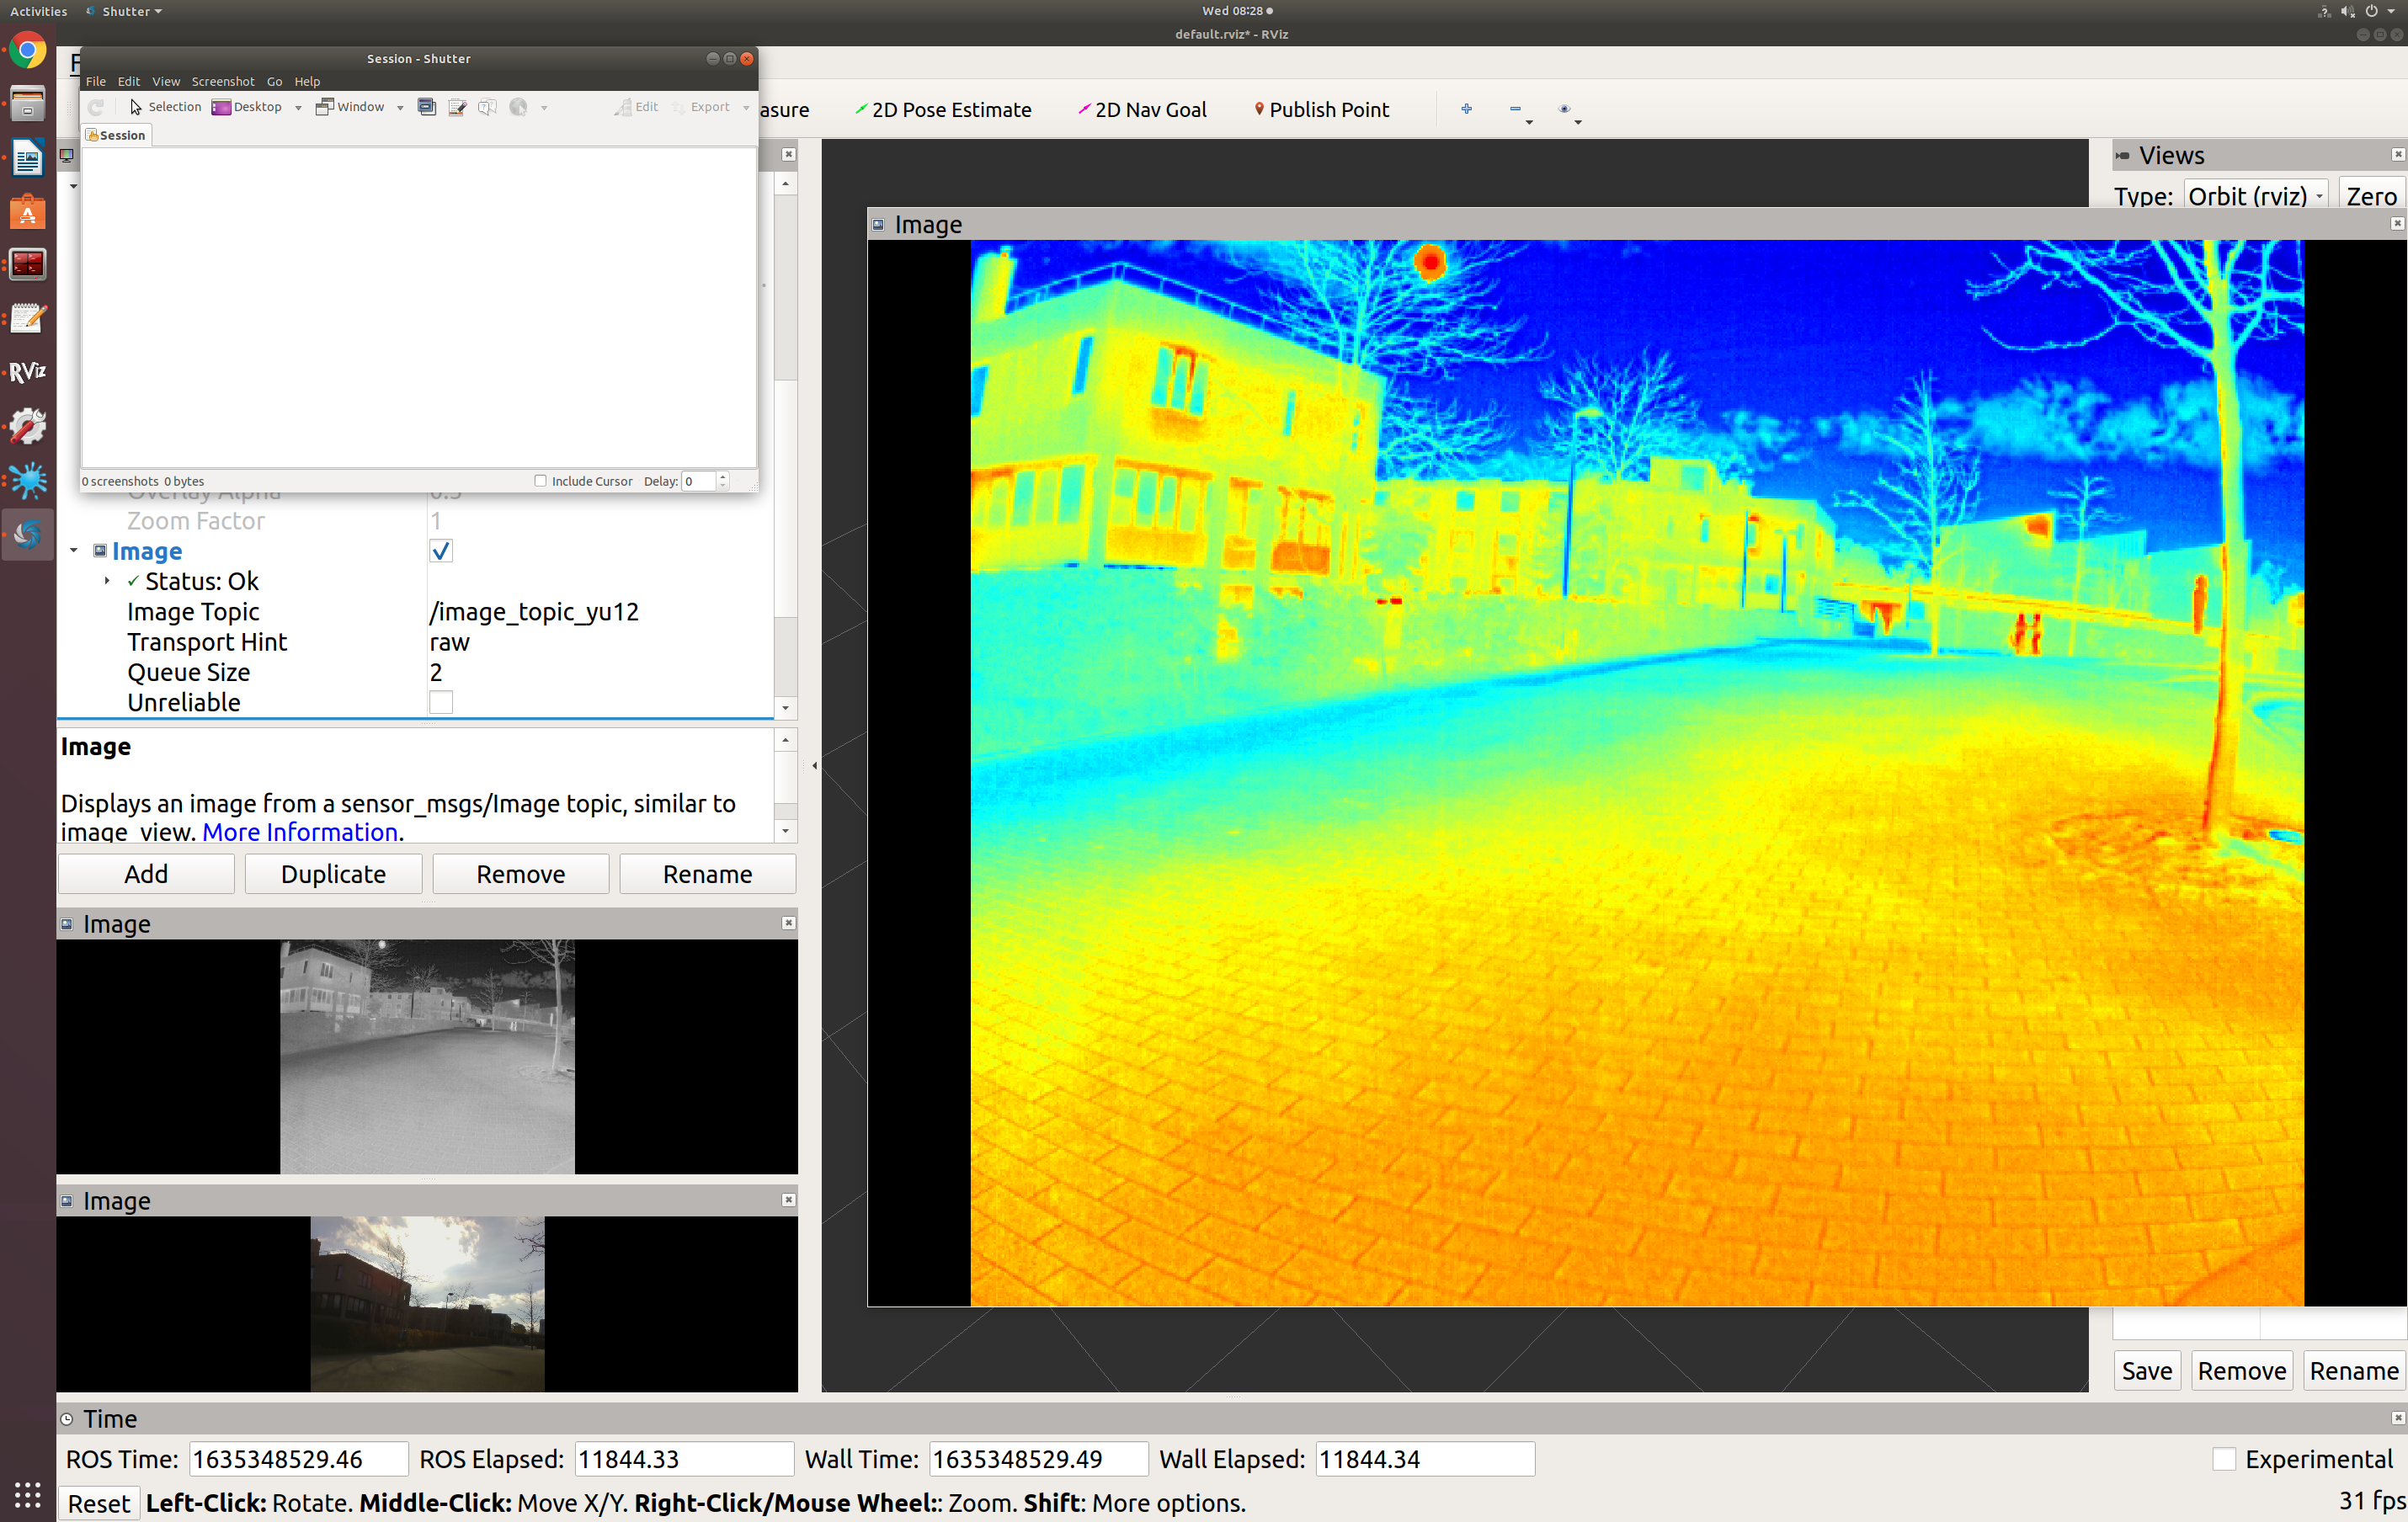 Activities Shutter Wed 08:28
default.rviz* - RViz
Session - Shutter
File Edit View Screenshot Go Help
Selection Desktop Window Edit Export
asure 2D Pose Estimate 2D Nav Goal Publish Point
Session
Views
Type: Orbit (rviz) Zero
Image
0 screenshots 0 bytes Include Cursor Delay: 0
Overlay Alpha 0.5
Zoom Factor 1
Image
Status: Ok
Image Topic /image_topic_yu12
Transport Hint raw
Queue Size 2
Unreliable
Image
Displays an image from a sensor_msgs/Image topic, similar to
image_view. More Information.
Add Duplicate Remove Rename
Image
Image
Save Remove Rename
Time
ROS Time: 1635348529.46 ROS Elapsed: 11844.33 Wall Time: 1635348529.49 Wall Elapsed: 11844.34 Experimental
Reset Left-Click: Rotate. Middle-Click: Move X/Y. Right-Click/Mouse Wheel:: Zoom. Shift: More options. 31 fps
RViz